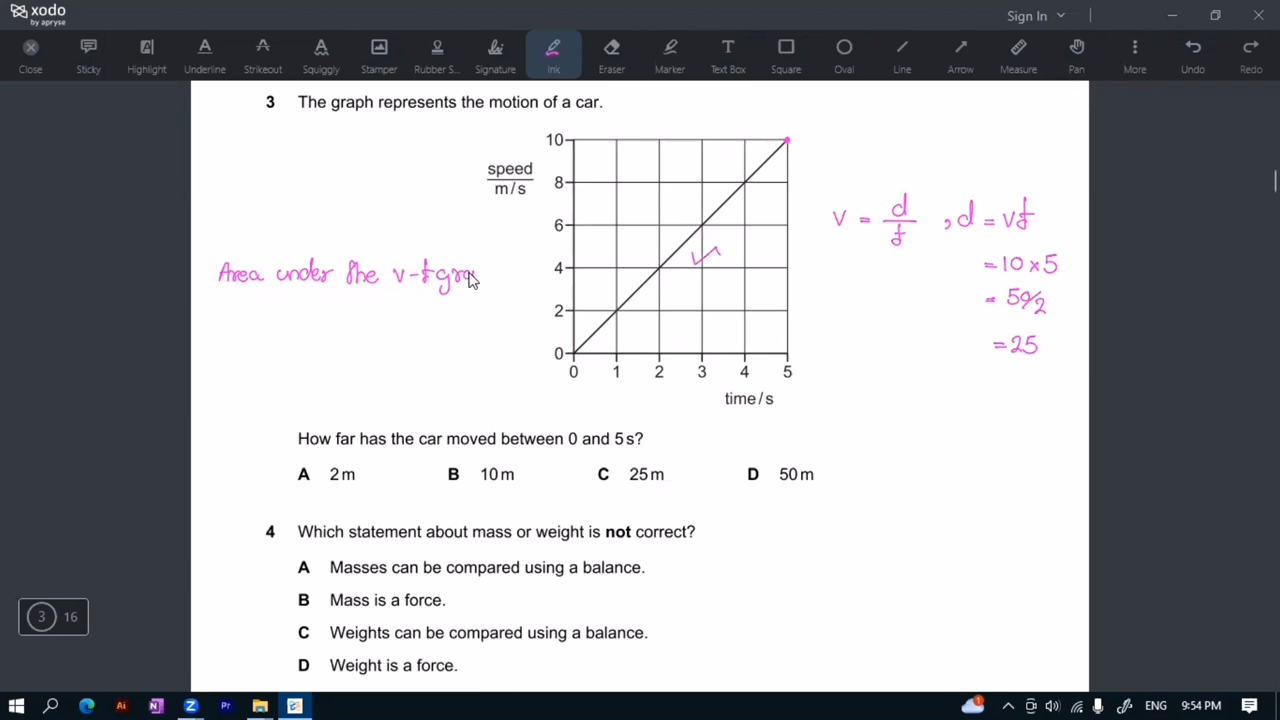 xodo
by apryse
Sign In
Close Sticky Highlight Underline Strikeout Squiggly Stamper Rubber S... Signature Ink Eraser Marker Text Box Square Oval Line Arrow Measure Pan More Undo Redo
3 The graph represents the motion of a car.
speed
m/s
10
8
6
4
2
0
0 1 2 3 4 5
time/s
Area under the v-t gra
v = d/t , d = vt
= 10 × 5
= 50/2
= 25
How far has the car moved between 0 and 5 s?
A 2 m B 10 m C 25 m D 50 m
4 Which statement about mass or weight is not correct?
A Masses can be compared using a balance.
B Mass is a force.
C Weights can be compared using a balance.
D Weight is a force.
3 16
Ai N Z Pr 1 ENG 9:54 PM